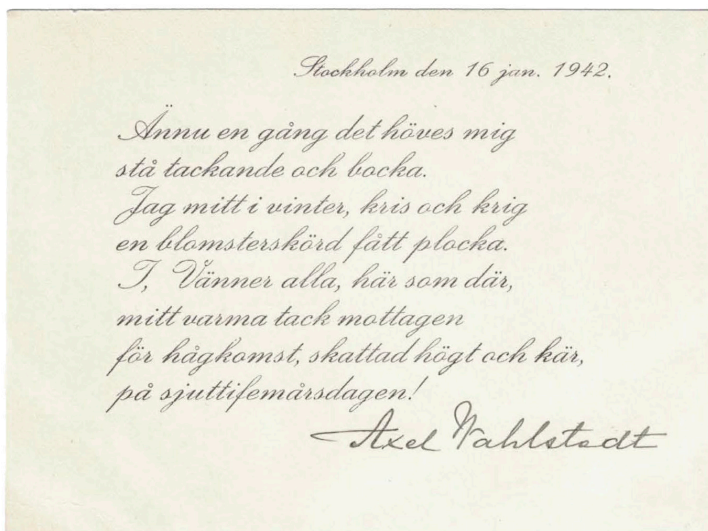 Stockholm den 16 jan. 1942.
Ännu en gång det höves mig
stå tackande och bocka.
Jag mitt i vinter, kris och krig
en blomsterskörd fått plocka.
I, Vänner alla, här som där,
mitt varma tack mottagen
för hågkomst, skattad högt och kär,
på sjuttifemårsdagen!
Axel Wahlstedt